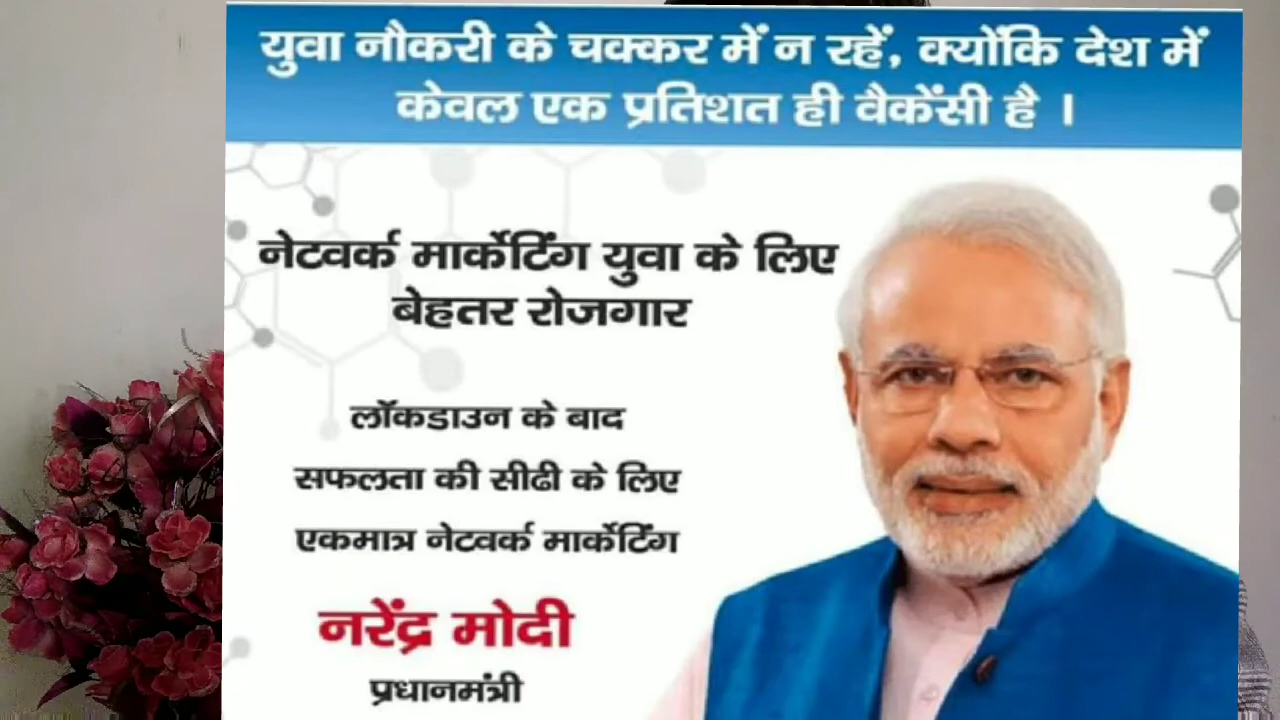 युवा नौकरी के चक्कर में न रहें, क्योंकि देश में
केवल एक प्रतिशत ही वैकेंसी है ।
नेटवर्क मार्केटिंग युवा के लिए
बेहतर रोजगार
लॉकडाउन के बाद
सफलता की सीढी के लिए
एकमात्र नेटवर्क मार्केटिंग
नरेंद्र मोदी
प्रधानमंत्री